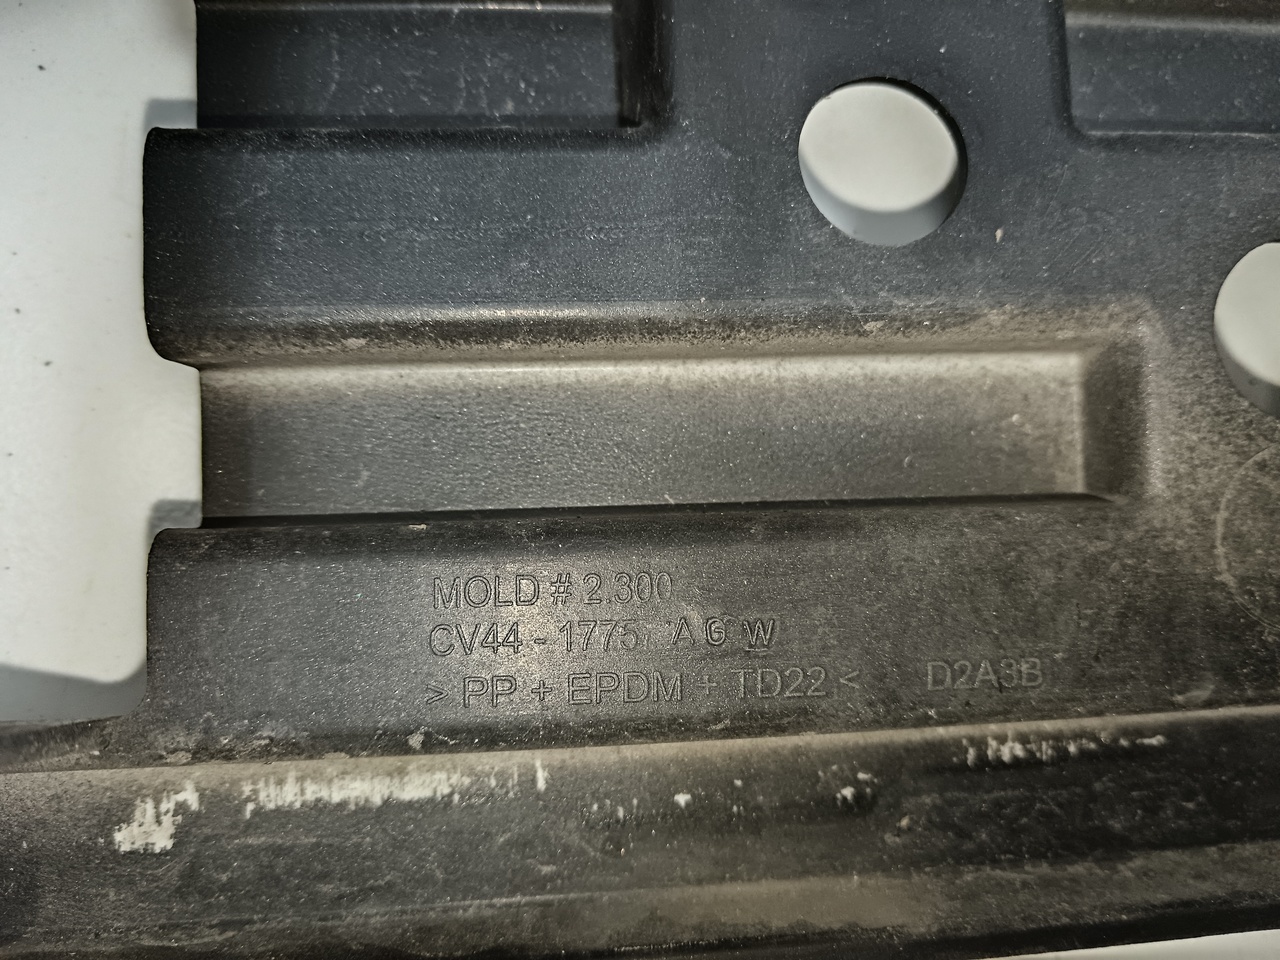 MOLD # 2.300
CV44 - 1775 A G W
> PP + EPDM + TD22 < D2A3B